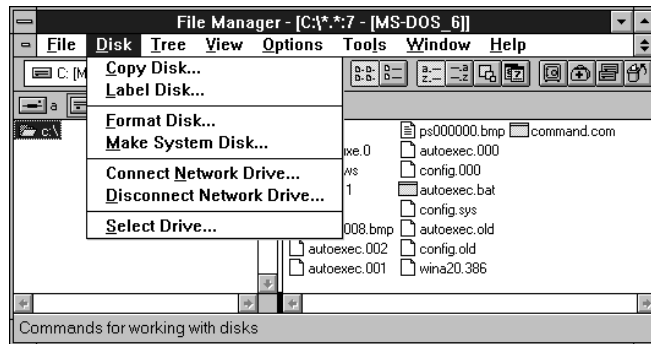 File Manager - [C:\*.*:7 - [MS-DOS_6]]
File Disk Tree View Options Tools Window Help
C: [M
Copy Disk...
Label Disk...
Format Disk...
Make System Disk...
Connect Network Drive...
Disconnect Network Drive...
Select Drive...
a
c:\
ps000000.bmp command.com
xe.0 autoexec.000
ws config.000
1 autoexec.bat
config.sys
008.bmp autoexec.old
autoexec.002 config.old
autoexec.001 wina20.386
Commands for working with disks